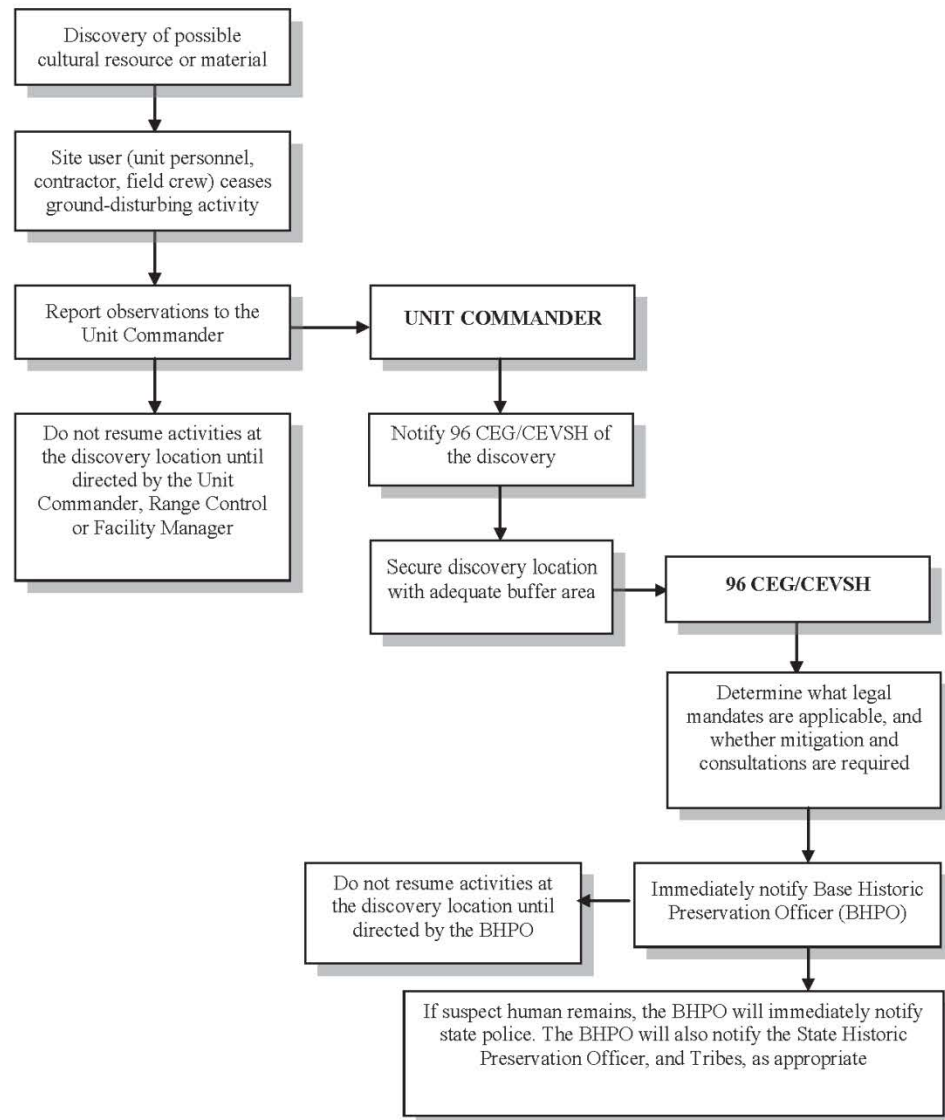 Discovery of possible
cultural resource or material
Site user (unit personnel,
contractor, field crew) ceases
ground-disturbing activity
Report observations to the
Unit Commander
UNIT COMMANDER
Do not resume activities at
the discovery location until
directed by the Unit
Commander, Range Control
or Facility Manager
Notify 96 CEG/CEVSH of
the discovery
Secure discovery location
with adequate buffer area
96 CEG/CEVSH
Determine what legal
mandates are applicable, and
whether mitigation and
consultations are required
Do not resume activities at
the discovery location until
directed by the BHPO
Immediately notify Base Historic
Preservation Officer (BHPO)
If suspect human remains, the BHPO will immediately notify
state police. The BHPO will also notify the State Historic
Preservation Officer, and Tribes, as appropriate